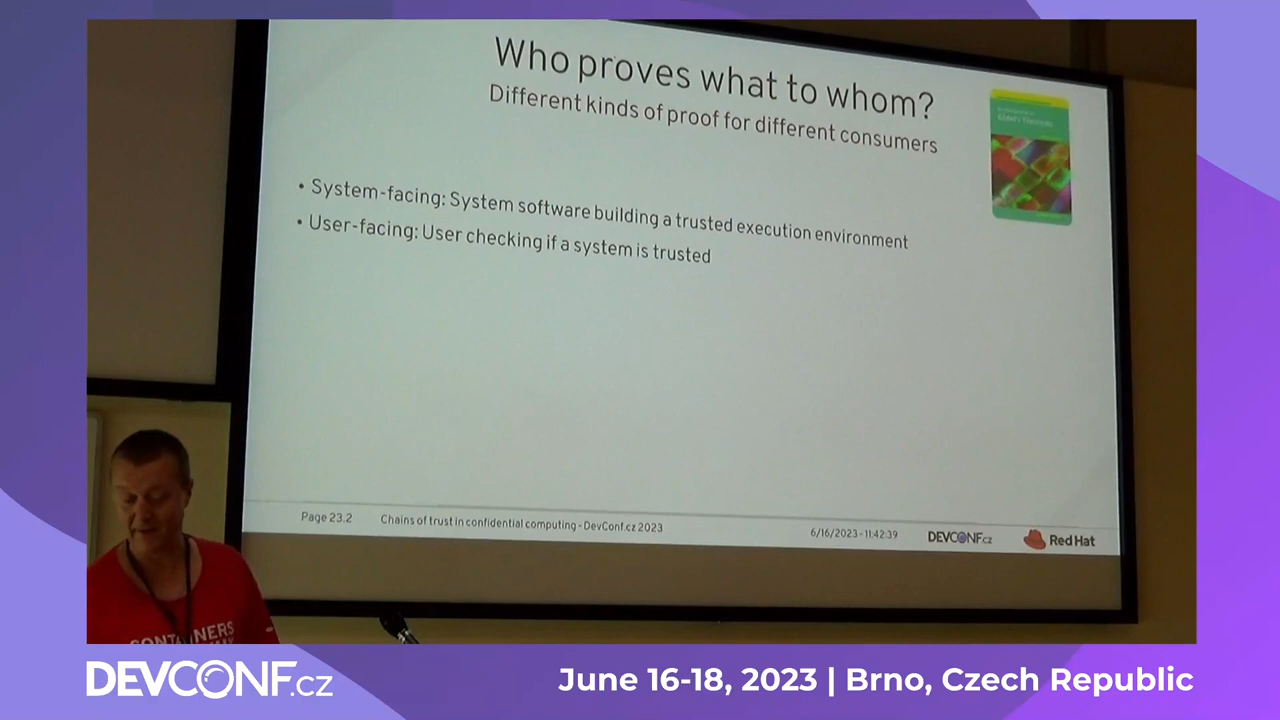 Who proves what to whom?
Different kinds of proof for different consumers
• System-facing: System software building a trusted execution environment
• User-facing: User checking if a system is trusted
Page 23.2
Chains of trust in confidential computing - DevConf.cz 2023
6/16/2023 - 11:42:39
DEVCONF.cz
Red Hat
CONTAINERS
DEVCONF.cz
June 16-18, 2023 | Brno, Czech Republic